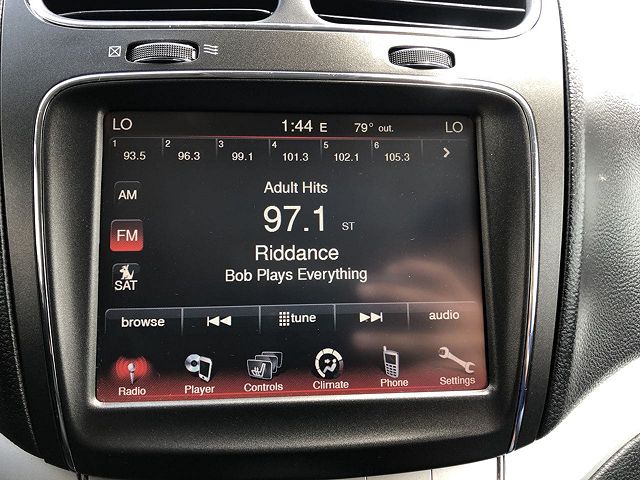 LO 1:44 E 79° out. LO
1 2 3 4 5 6
93.5 96.3 99.1 101.3 102.1 105.3 >
AM
FM
SAT
Adult Hits
97.1 ST
Riddance
Bob Plays Everything
browse tune audio
Radio Player Controls Climate Phone Settings